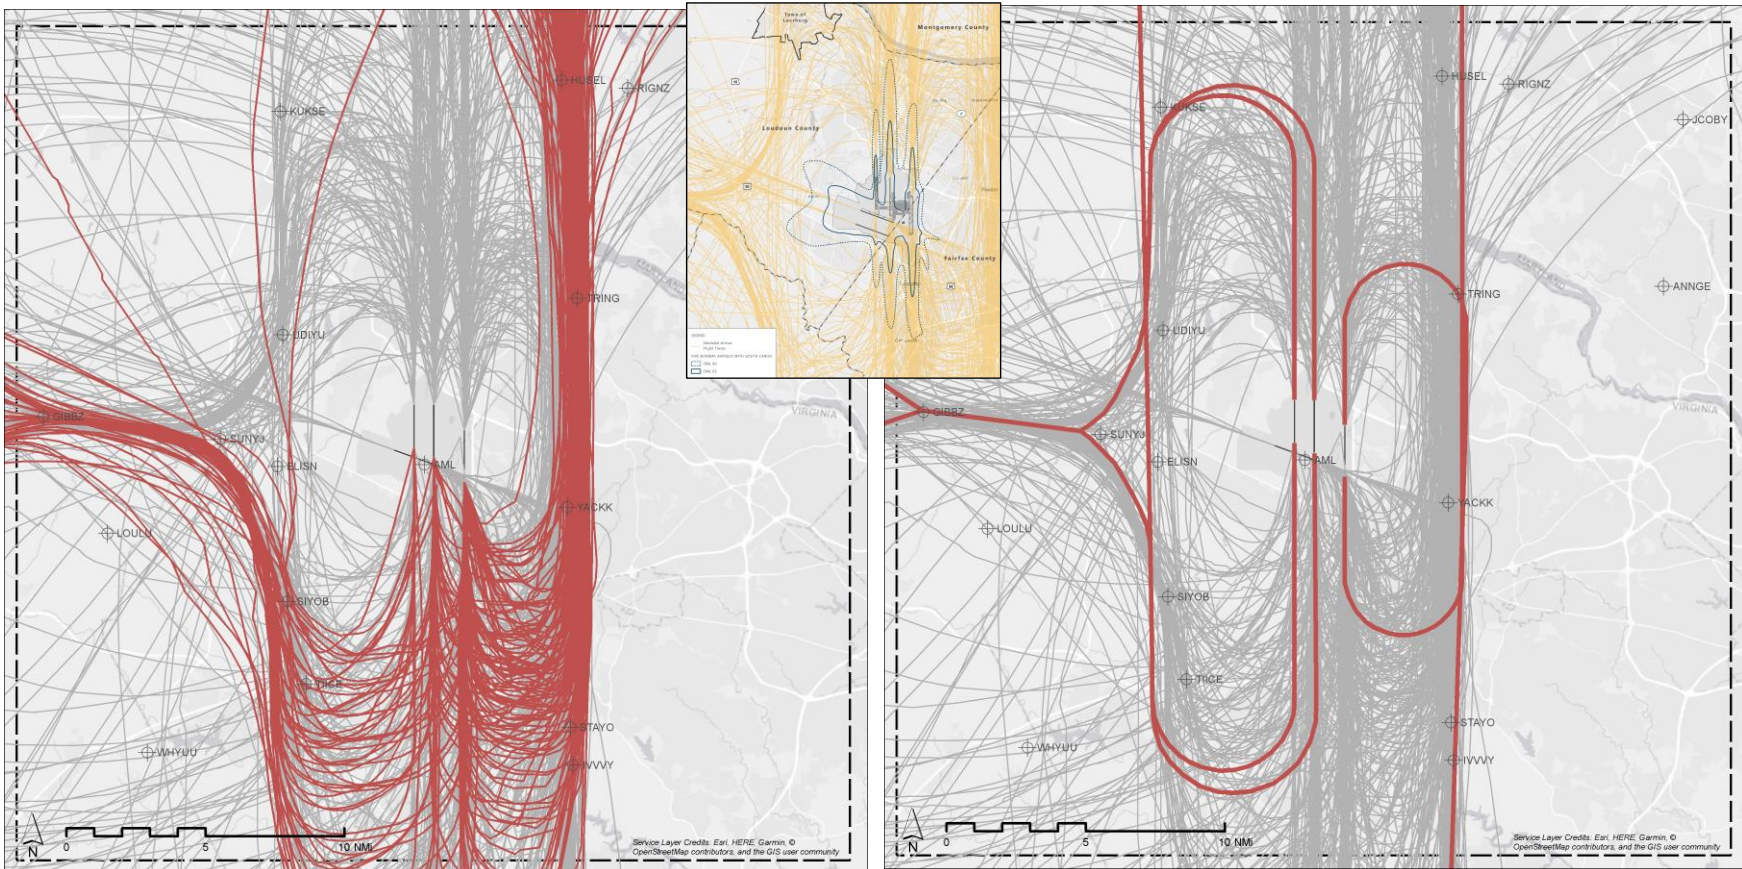 HUSEL
RIGNZ
KUKSE
TRING
UDIYU
GIBBZ
SUNYJ
ELISN
AML
VIRGINIA
YACKK
LOULU
SIYOB
TIICE
STAYO
WHYUU
IVVVY
N
0 5 10 NMi
Service Layer Credits: Esri, HERE, Garmin, ©
OpenStreetMap contributors, and the GIS user community
Town of
Leesburg
Montgomery County
Loudoun County
Fairfax County
HUSEL
RIGNZ
KUKSE
JCOBY
MARYLAND
ANNGE
TRING
UDIYU
GIBBZ
VIRGINIA
SUNYJ
ELISN
AML
YACKK
LOULU
SIYOB
TIICE
STAYO
WHYUU
IVVVY
N
0 5 10 NMi
Service Layer Credits: Esri, HERE, Garmin, ©
OpenStreetMap contributors, and the GIS user community